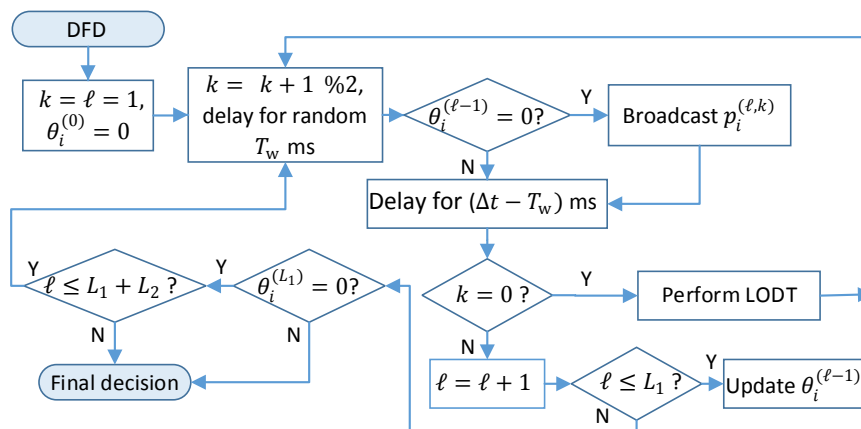 DFD
k = ℓ = 1,
θ_i^(0) = 0
k = k + 1 %2,
delay for random
T_w ms
θ_i^(ℓ−1) = 0?
Y
Broadcast p_i^(ℓ,k)
N
Delay for (Δt − T_w) ms
Y
ℓ ≤ L_1 + L_2 ?
Y
θ_i^(L_1) = 0?
k = 0 ?
Y
Perform LODT
N
N
N
Final decision
ℓ = ℓ + 1
ℓ ≤ L_1 ?
Y
Update θ_i^(ℓ−1)
N